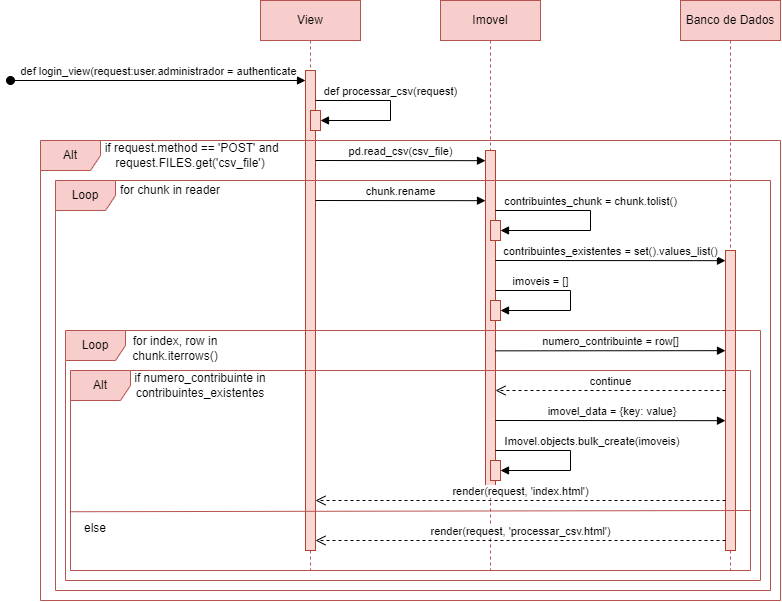 View
Imovel
Banco de Dados
def login_view(request:user.administrador = authenticate
def processar_csv(request)
Alt
if request.method == 'POST' and
request.FILES.get('csv_file')
pd.read_csv(csv_file)
Loop
for chunk in reader
chunk.rename
contribuintes_chunk = chunk.tolist()
contribuintes_existentes = set().values_list()
imoveis = []
Loop
for index, row in
chunk.iterrows()
numero_contribuinte = row[]
Alt
if numero_contribuinte in
contribuintes_existentes
continue
imovel_data = {key: value}
Imovel.objects.bulk_create(imoveis)
render(request, 'index.html')
else
render(request, 'processar_csv.html')